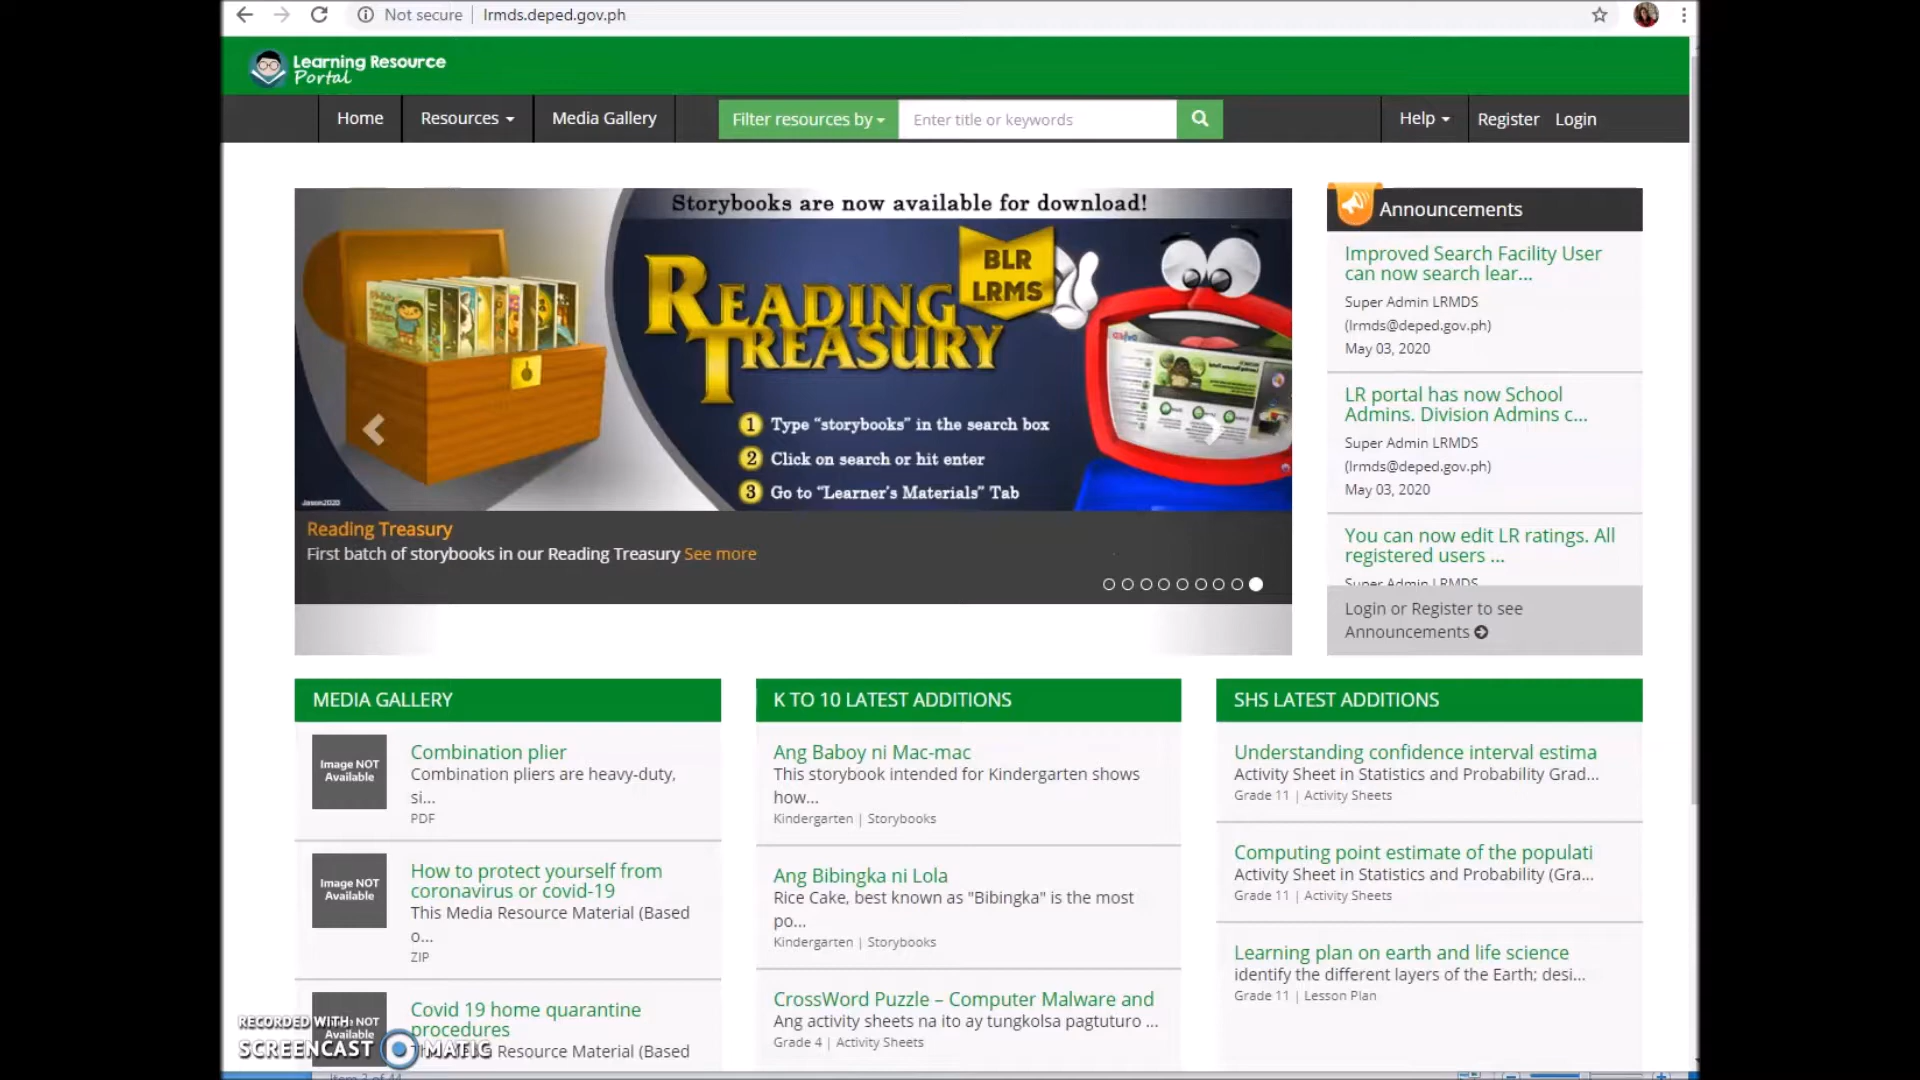 Not secure
lrmds.deped.gov.ph
Learning Resource
Portal
Home
Resources
Media Gallery
Filter resources by
Enter title or keywords
Help
Register
Login
Storybooks are now available for download!
BLR
LRMS
READING
TREASURY
1 Type “storybooks” in the search box
2 Click on search or hit enter
3 Go to “Learner's Materials” Tab
Jason2020
Reading Treasury
First batch of storybooks in our Reading Treasury See more
Announcements
Improved Search Facility User
can now search lear...
Super Admin LRMDS
(lrmds@deped.gov.ph)
May 03, 2020
LR portal has now School
Admins. Division Admins c...
Super Admin LRMDS
(lrmds@deped.gov.ph)
May 03, 2020
You can now edit LR ratings. All
registered users ...
Super Admin LRMDS
Login or Register to see
Announcements
MEDIA GALLERY
Image NOT
Available
Combination plier
Combination pliers are heavy-duty,
si...
PDF
Image NOT
Available
How to protect yourself from
coronavirus or covid-19
This Media Resource Material (Based
o...
ZIP
NOT
Available
Covid 19 home quarantine
procedures
Resource Material (Based
K TO 10 LATEST ADDITIONS
Ang Baboy ni Mac-mac
This storybook intended for Kindergarten shows
how...
Kindergarten | Storybooks
Ang Bibingka ni Lola
Rice Cake, best known as "Bibingka" is the most
po...
Kindergarten | Storybooks
CrossWord Puzzle – Computer Malware and
Ang activity sheets na ito ay tungkolsa pagtuturo ...
Grade 4 | Activity Sheets
SHS LATEST ADDITIONS
Understanding confidence interval estima
Activity Sheet in Statistics and Probability Grad...
Grade 11 | Activity Sheets
Computing point estimate of the populati
Activity Sheet in Statistics and Probability (Gra...
Grade 11 | Activity Sheets
Learning plan on earth and life science
identify the different layers of the Earth; desi...
Grade 11 | Lesson Plan
RECORDED WITH
SCREENCAST MATIC